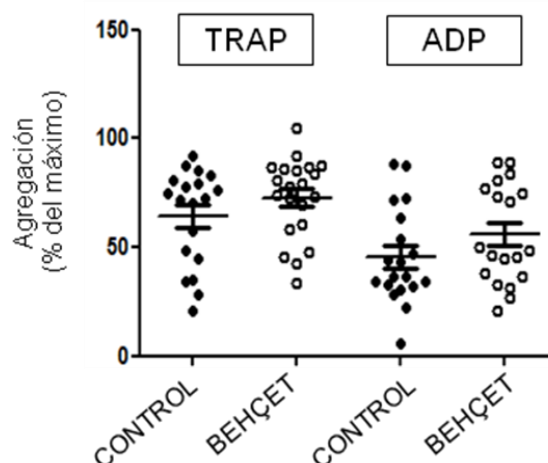 TRAP ADP
Agregación
(% del máximo)
150
100
50
0
CONTROL BEHÇET CONTROL BEHÇET